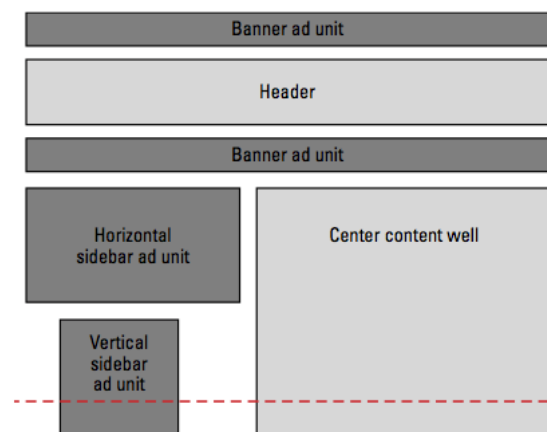 Banner ad unit
Header
Banner ad unit
Horizontal
sidebar ad unit
Center content well
Vertical
sidebar
ad unit